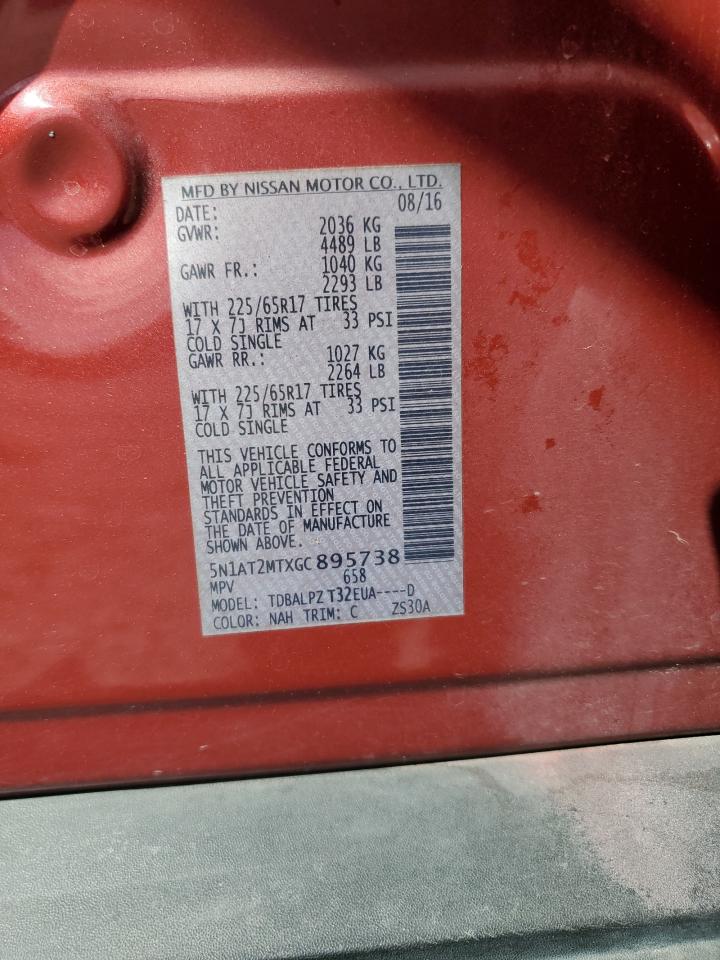 MFD BY NISSAN MOTOR CO., LTD.
DATE: 08/16
GVWR: 2036 KG
4489 LB
GAWR FR.: 1040 KG
2293 LB
WITH 225/65R17 TIRES
17 X 7J RIMS AT 33 PSI
COLD SINGLE
GAWR RR.: 1027 KG
2264 LB
WITH 225/65R17 TIRES
17 X 7J RIMS AT 33 PSI
COLD SINGLE
THIS VEHICLE CONFORMS TO
ALL APPLICABLE FEDERAL
MOTOR VEHICLE SAFETY AND
THEFT PREVENTION
STANDARDS IN EFFECT ON
THE DATE OF MANUFACTURE
SHOWN ABOVE.
5N1AT2MTXGC895738
MPV 658
MODEL: TDBALPZ T32EUA----D
COLOR: NAH TRIM: C ZS30A